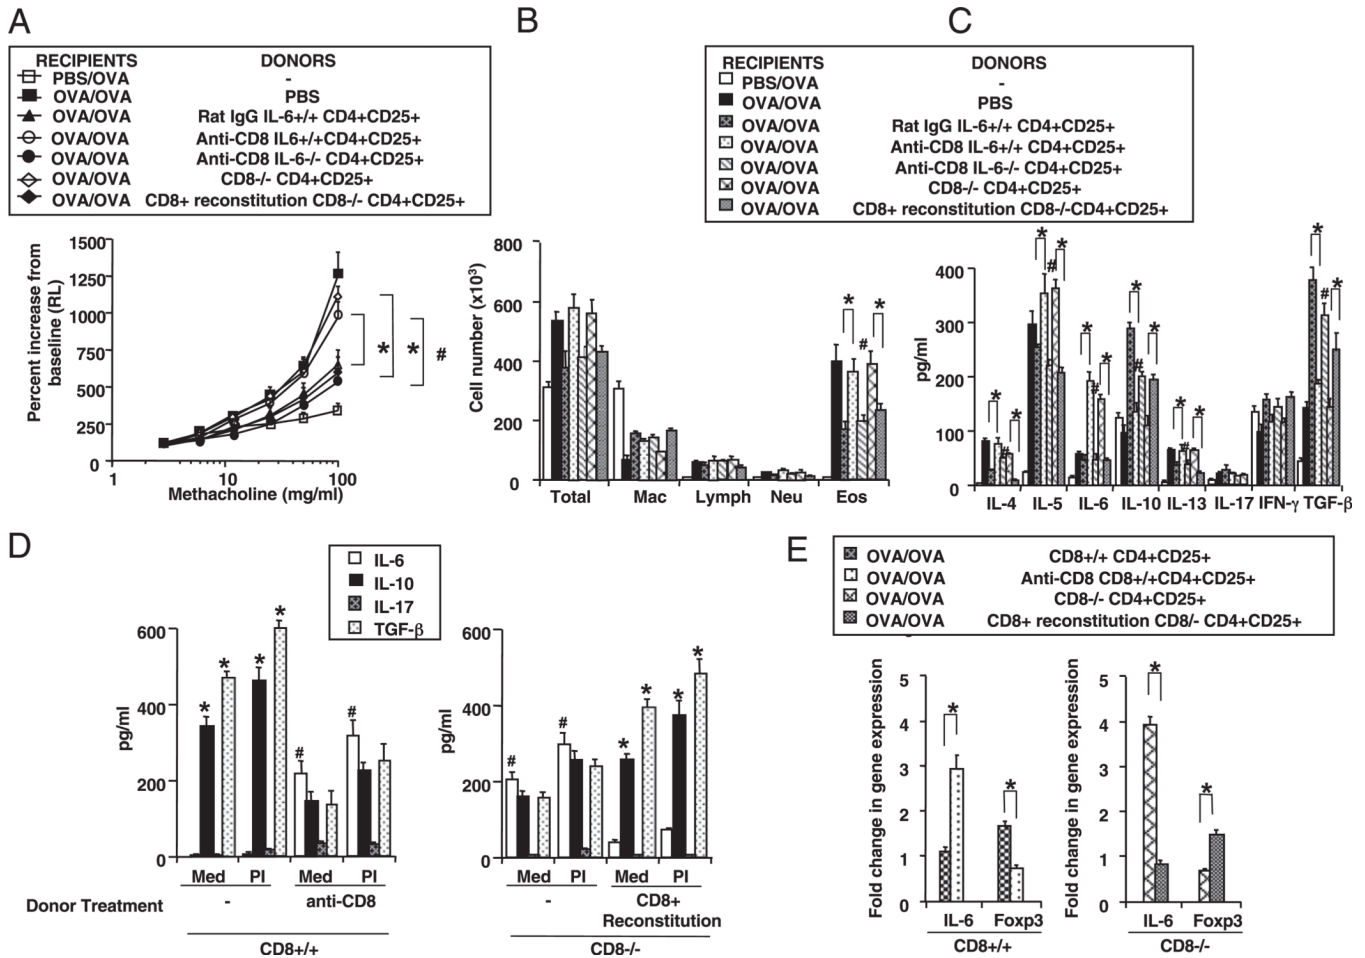 A
B
C
RECIPIENTS DONORS
PBS/OVA -
OVA/OVA PBS
OVA/OVA Rat IgG IL-6+/+ CD4+CD25+
OVA/OVA Anti-CD8 IL6+/+CD4+CD25+
OVA/OVA Anti-CD8 IL-6-/- CD4+CD25+
OVA/OVA CD8-/- CD4+CD25+
OVA/OVA CD8+ reconstitution CD8-/- CD4+CD25+
RECIPIENTS DONORS
PBS/OVA -
OVA/OVA PBS
OVA/OVA Rat IgG IL-6+/+ CD4+CD25+
OVA/OVA Anti-CD8 IL-6+/+ CD4+CD25+
OVA/OVA Anti-CD8 IL-6-/- CD4+CD25+
OVA/OVA CD8-/- CD4+CD25+
OVA/OVA CD8+ reconstitution CD8-/-CD4+CD25+
Percent increase from
baseline (RL)
1500
1250
1000
750
500
250
0
* * #
1 10 100
Methacholine (mg/ml)
Cell number (x10³)
800
600
400
200
0
* # *
Total Mac Lymph Neu Eos
pg/ml
400
300
200
100
0
* # * * # * * # * * # * * # * * # *
IL-4 IL-5 IL-6 IL-10 IL-13 IL-17 IFN-γ TGF-β
D
IL-6
IL-10
IL-17
TGF-β
pg/ml
600
400
200
0
* * * * # #
Med PI Med PI
Donor Treatment - anti-CD8
CD8+/+
pg/ml
600
400
200
0
# # * * * *
Med PI Med PI
- CD8+
Reconstitution
CD8-/-
E
OVA/OVA CD8+/+ CD4+CD25+
OVA/OVA Anti-CD8 CD8+/+CD4+CD25+
OVA/OVA CD8-/- CD4+CD25+
OVA/OVA CD8+ reconstitution CD8/- CD4+CD25+
Fold change in gene expression
5
4
3
2
1
0
* *
IL-6 Foxp3
CD8+/+
Fold change in gene expression
5
4
3
2
1
0
* *
IL-6 Foxp3
CD8-/-